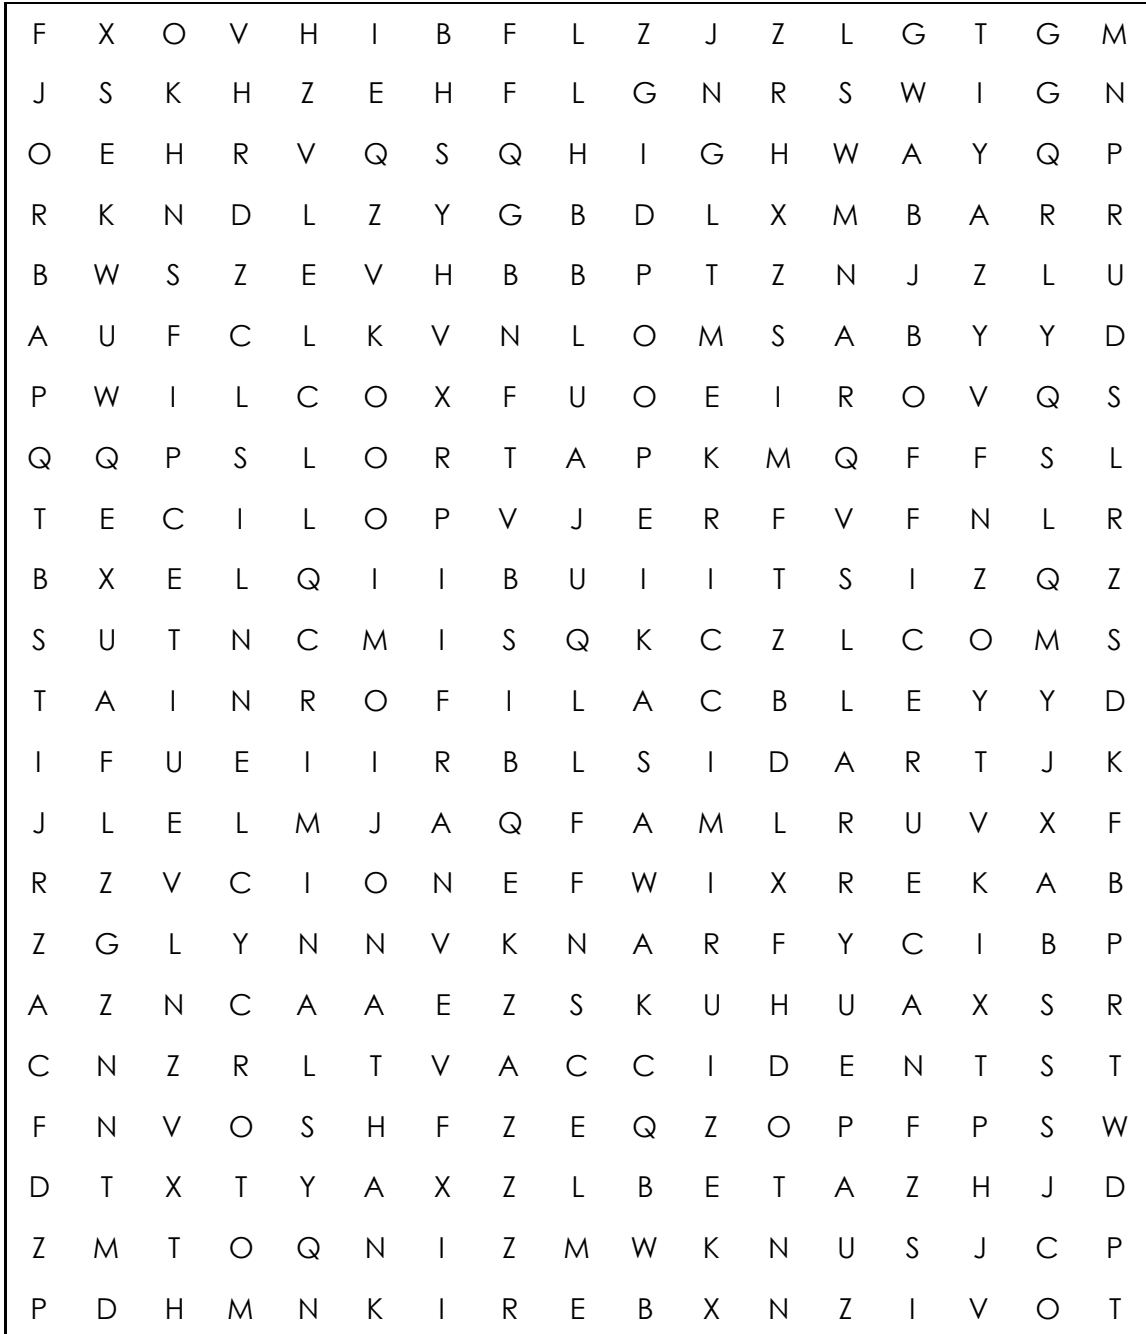 F X O V H I B F L Z J Z L G T G M
J S K H Z E H F L G N R S W I G N
O E H R V Q S Q H I G H W A Y Q P
R K N D L Z Y G B D L X M B A R R
B W S Z E V H B B P T Z N J Z L U
A U F C L K V N L O M S A B Y Y D
P W I L C O X F U O E I R O V Q S
Q Q P S L O R T A P K M Q F F S L
T E C I L O P V J E R F V F N L R
B X E L Q I I B U I I T S I Z Q Z
S U T N C M I S Q K C Z L C O M S
T A I N R O F I L A C B L E Y Y D
I F U E I I R B L S I D A R T J K
J L E L M J A Q F A M L R U V X F
R Z V C I O N E F W I X R E K A B
Z G L Y N N V K N A R F Y C I B P
A Z N C A A E Z S K U H U A X S R
C N Z R L T V A C C I D E N T S T
F N V O S H F Z E Q Z O P F P S W
D T X T Y A X Z L B E T A Z H J D
Z M T O Q N I Z M W K N U S J C P
P D H M N K I R E B X N Z I V O T